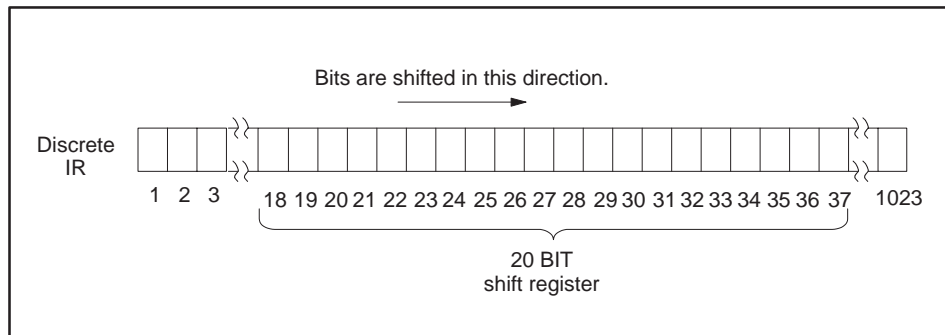 Bits are shifted in this direction.
Discrete
IR
1 2 3 18 19 20 21 22 23 24 25 26 27 28 29 30 31 32 33 34 35 36 37 1023
20 BIT
shift register